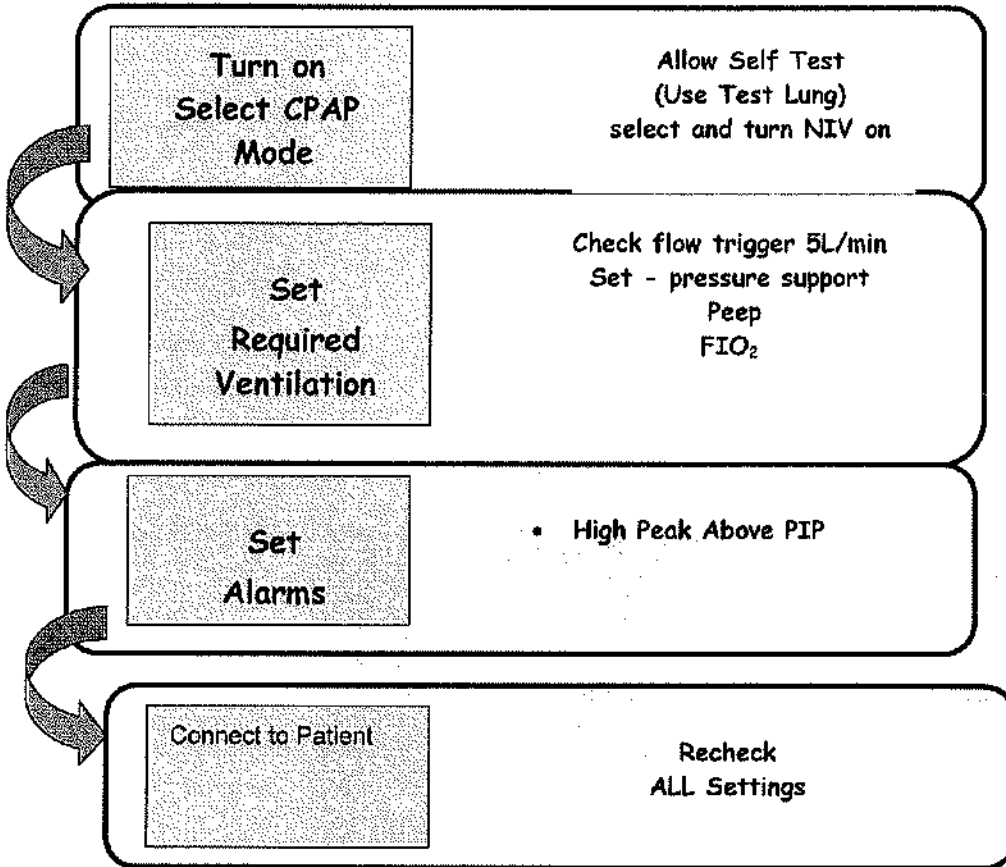 Turn on
Select CPAP
Mode
Allow Self Test
(Use Test Lung)
select and turn NIV on
Set
Required
Ventilation
Check flow trigger 5L/min
Set - pressure support
Peep
FIO₂
Set
Alarms
• High Peak Above PIP
Connect to Patient
Recheck
ALL Settings